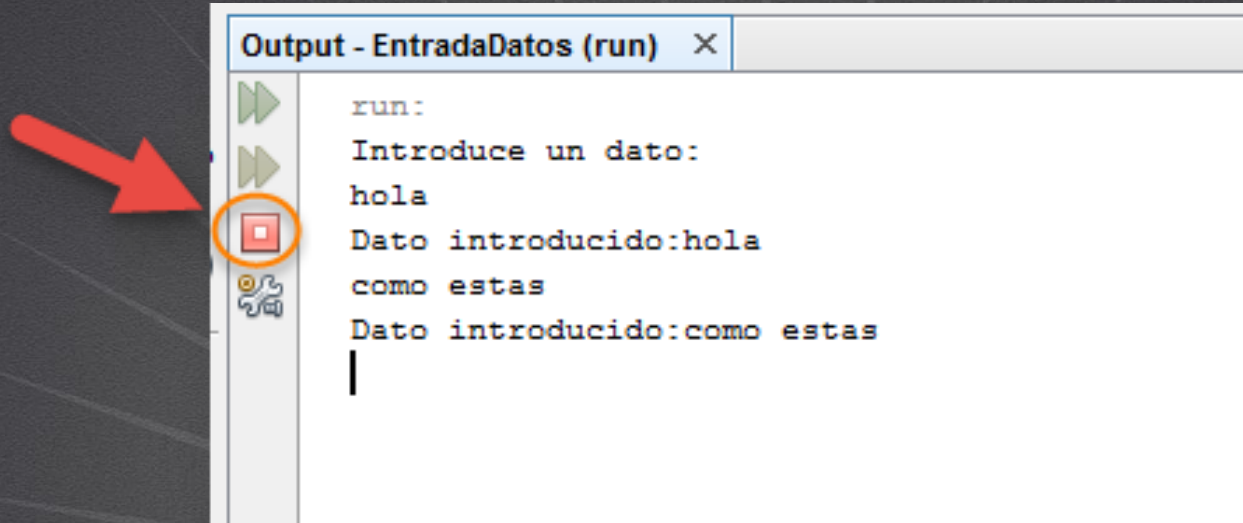 Output - EntradaDatos (run)
run:
Introduce un dato:
hola
Dato introducido:hola
como estas
Dato introducido:como estas